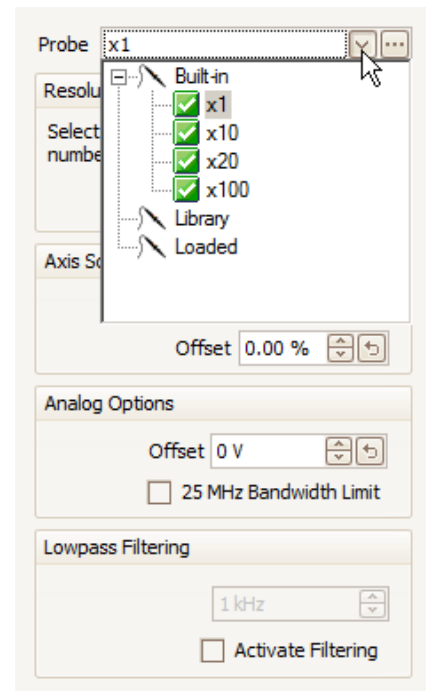 Probe x1
Built-in
Resolu
x1
Select
x10
numbe
x20
x100
Library
Loaded
Axis Sc
Offset 0.00 %
Analog Options
Offset 0 V
25 MHz Bandwidth Limit
Lowpass Filtering
1 kHz
Activate Filtering